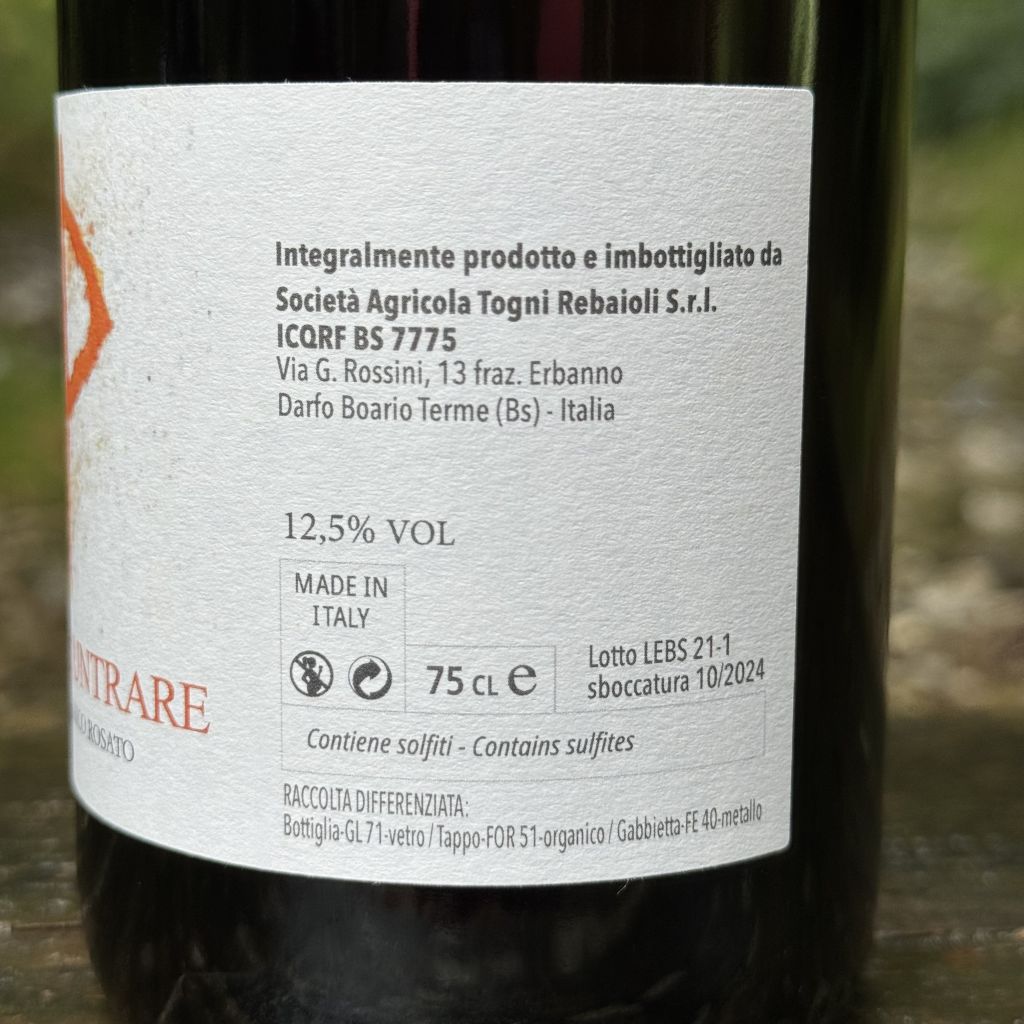 Integralmente prodotto e imbottigliato da
Società Agricola Togni Rebaioli S.r.l.
ICQRF BS 7775
Via G. Rossini, 13 fraz. Erbanno
Darfo Boario Terme (Bs) - Italia
12,5% VOL
MADE IN
ITALY
75 CL e
Lotto LEBS 21-1
sboccatura 10/2024
Contiene solfiti - Contains sulfites
RACCOLTA DIFFERENZIATA:
Bottiglia-GL 71-vetro / Tappo-FOR 51-organico / Gabbietta-FE 40-metallo
ROSATO